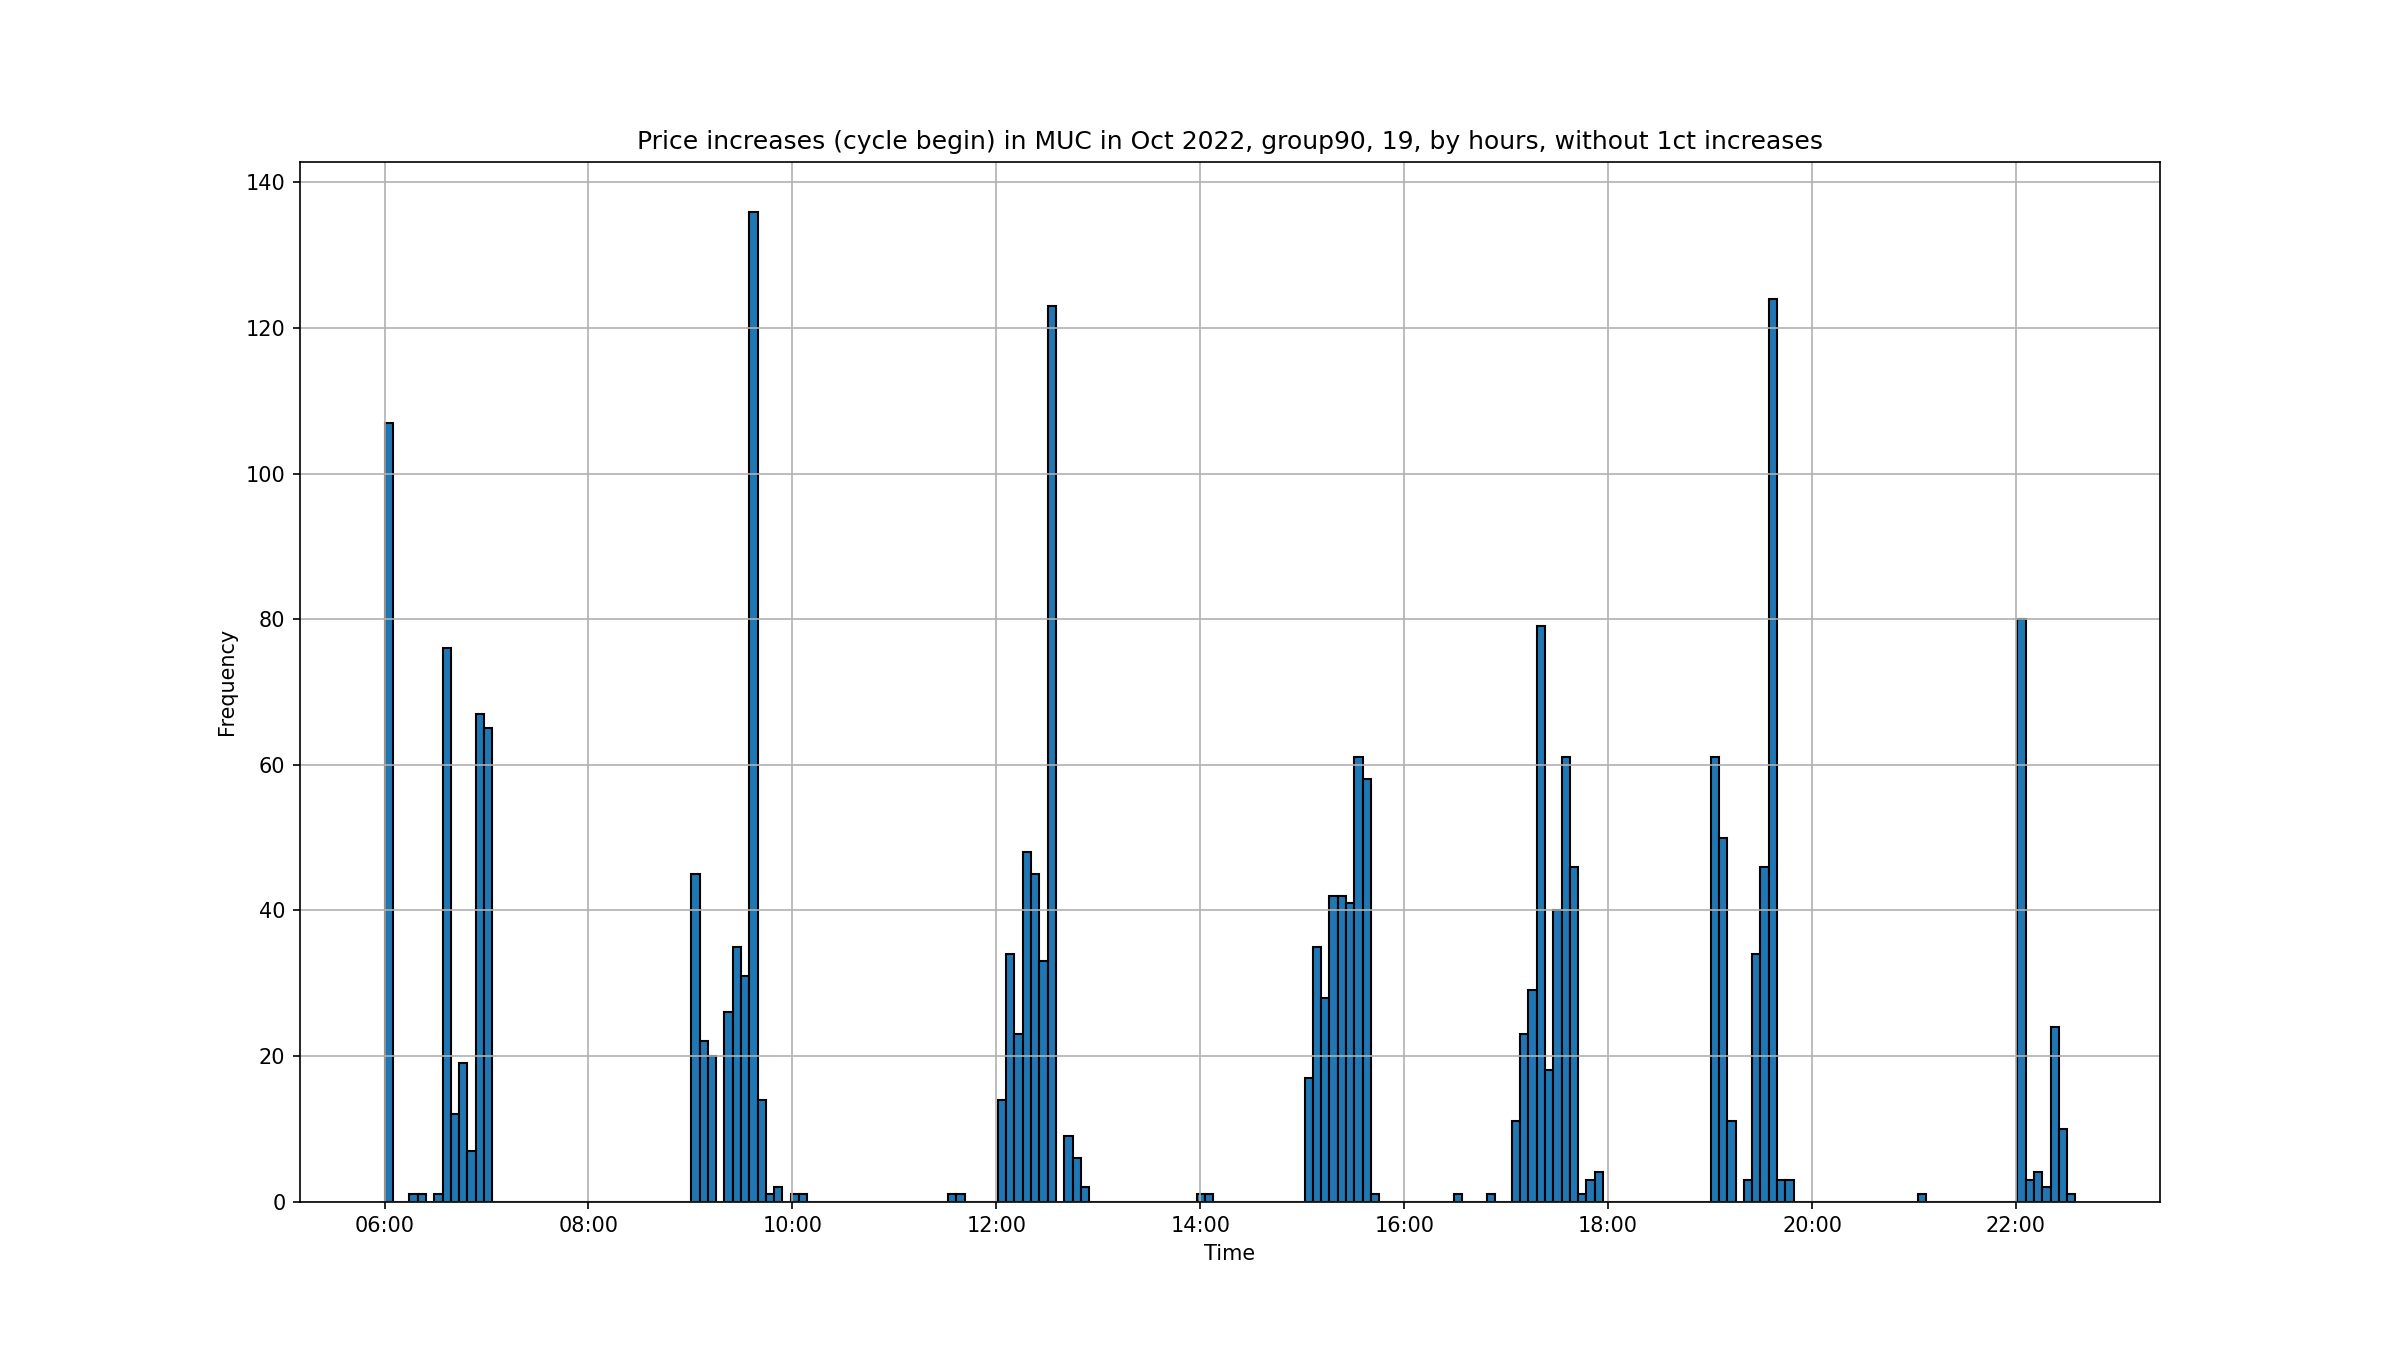 Price increases (cycle begin) in MUC in Oct 2022, group90, 19, by hours, without 1ct increases
140
120
100
80
60
40
20
0
Frequency
06:00 08:00 10:00 12:00 14:00 16:00 18:00 20:00 22:00
Time